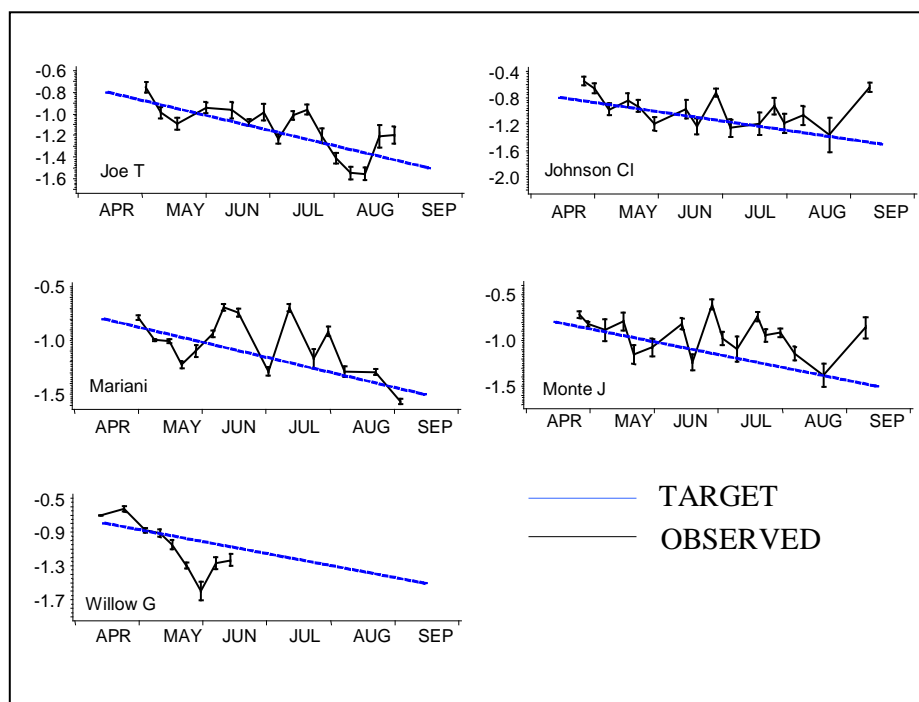 -0.6
-0.8
-1.0
-1.2
-1.4
-1.6
Joe T
APR MAY JUN JUL AUG SEP
-0.4
-0.8
-1.2
-1.6
-2.0
Johnson Cl
APR MAY JUN JUL AUG SEP
-0.5
-1.0
-1.5
Mariani
APR MAY JUN JUL AUG SEP
-0.5
-1.0
-1.5
Monte J
APR MAY JUN JUL AUG SEP
-0.5
-0.9
-1.3
-1.7
Willow G
APR MAY JUN JUL AUG SEP
TARGET
OBSERVED